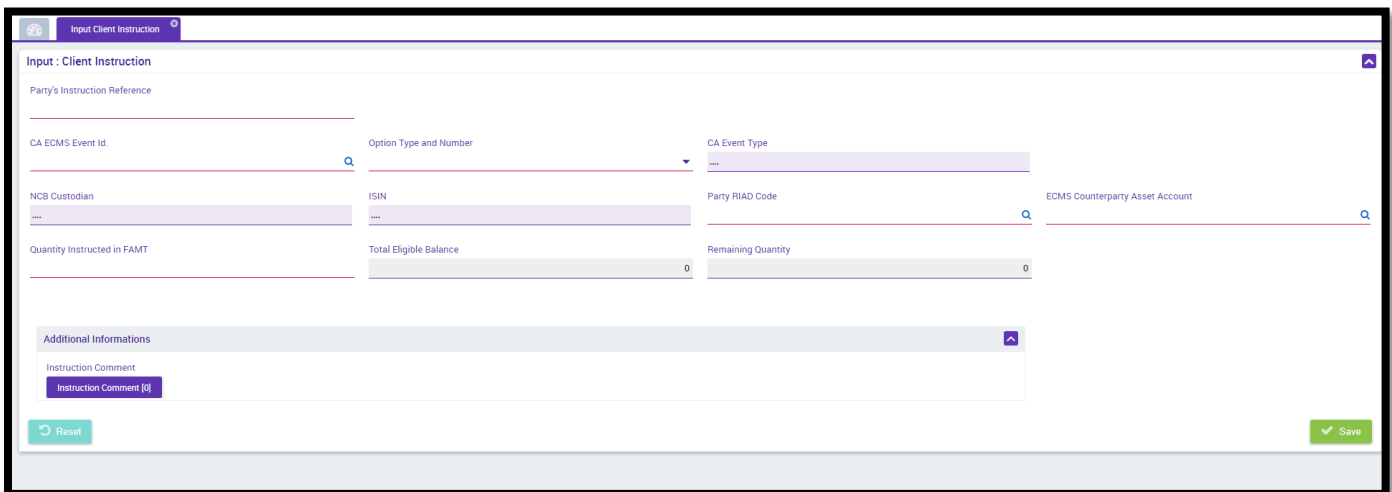 Input Client Instruction
Input : Client Instruction
Party's Instruction Reference
CA ECMS Event Id.
Option Type and Number
CA Event Type
....
NCB Custodian
ISIN
Party RIAD Code
ECMS Counterparty Asset Account
....
....
Quantity Instructed in FAMT
Total Eligible Balance
Remaining Quantity
0
0
Additional Informations
Instruction Comment
Instruction Comment [0]
Reset
Save